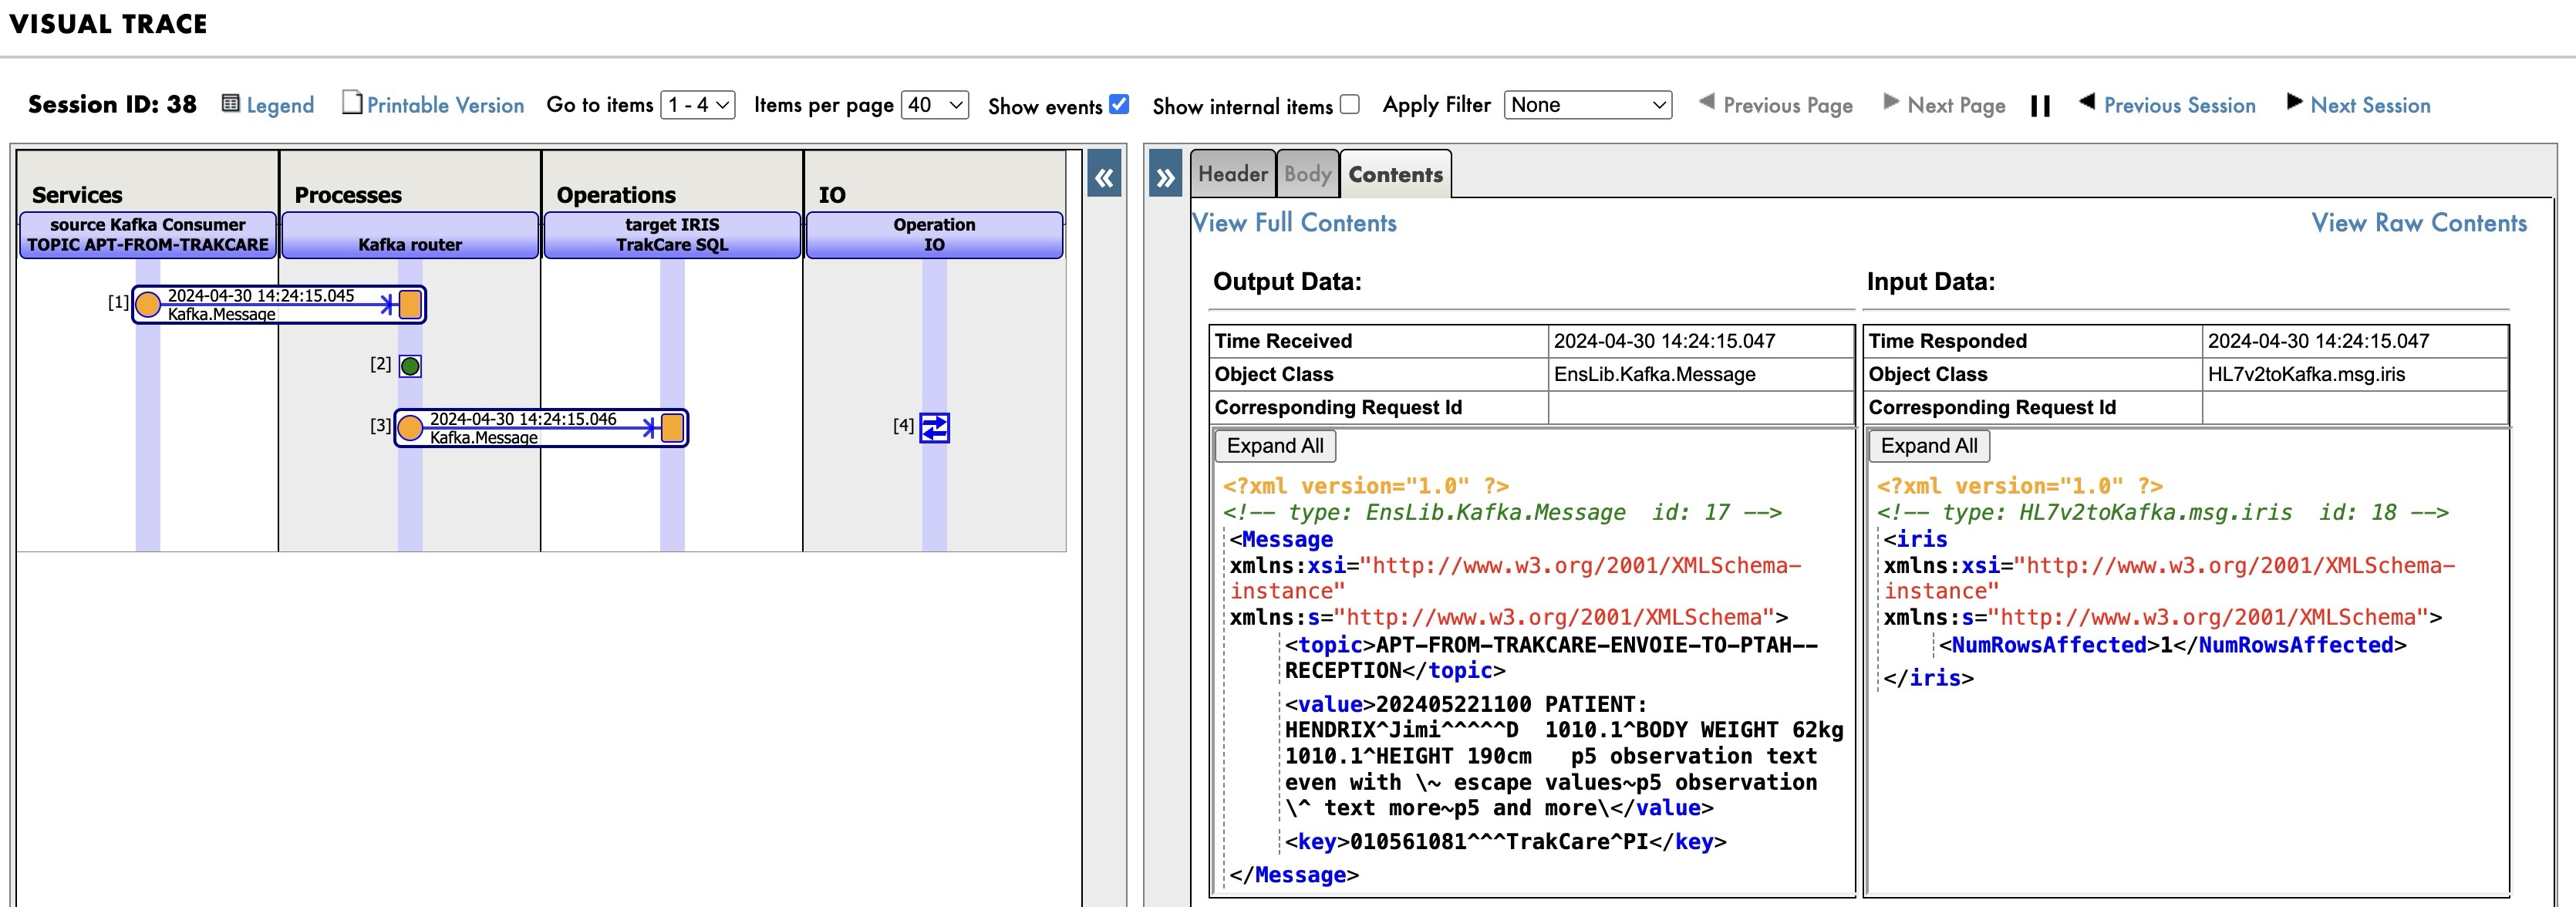 VISUAL TRACE
Session ID: 38 Legend Printable Version Go to items 1 - 4 Items per page 40 Show events Show internal items Apply Filter None Previous Page Next Page Previous Session Next Session
Services Processes Operations IO
source Kafka Consumer
TOPIC APT-FROM-TRAKCARE
Kafka router
target IRIS
TrakCare SQL
Operation
IO
[1] 2024-04-30 14:24:15.045
Kafka.Message
[2]
[3] 2024-04-30 14:24:15.046
Kafka.Message
[4]
« »
Header Body Contents
View Full Contents View Raw Contents
Output Data:
Time Received 2024-04-30 14:24:15.047
Object Class EnsLib.Kafka.Message
Corresponding Request Id
Expand All
<?xml version="1.0" ?>
<!-- type: EnsLib.Kafka.Message  id: 17 -->
<Message
xmlns:xsi="http://www.w3.org/2001/XMLSchema-
instance"
xmlns:s="http://www.w3.org/2001/XMLSchema">
<topic>APT-FROM-TRAKCARE-ENVOIE-TO-PTAH--
RECEPTION</topic>
<value>202405221100 PATIENT:
HENDRIX^Jimi^^^^^D  1010.1^BODY WEIGHT 62kg
1010.1^HEIGHT 190cm   p5 observation text
even with \~ escape values~p5 observation
\^ text more~p5 and more\</value>
<key>010561081^^^TrakCare^PI</key>
</Message>
Input Data:
Time Responded 2024-04-30 14:24:15.047
Object Class HL7v2toKafka.msg.iris
Corresponding Request Id
Expand All
<?xml version="1.0" ?>
<!-- type: HL7v2toKafka.msg.iris  id: 18 -->
<iris
xmlns:xsi="http://www.w3.org/2001/XMLSchema-
instance"
xmlns:s="http://www.w3.org/2001/XMLSchema">
<NumRowsAffected>1</NumRowsAffected>
</iris>